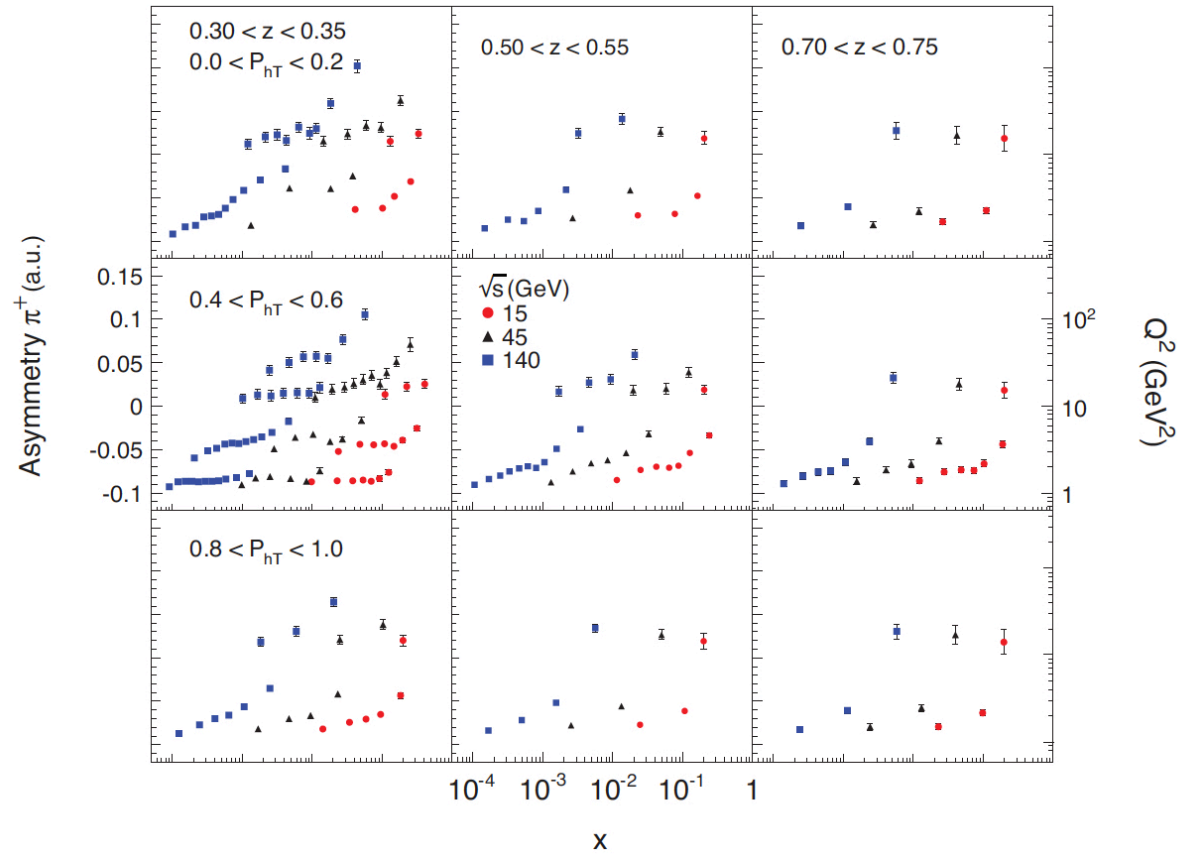 0.30 < z < 0.35
0.0 < P_hT < 0.2
0.50 < z < 0.55
0.70 < z < 0.75
Asymmetry π⁺ (a.u.)
0.15
0.1
0.05
0
-0.05
-0.1
0.4 < P_hT < 0.6
√s (GeV)
15
45
140
10²
10
1
Q² (GeV²)
0.8 < P_hT < 1.0
10⁻⁴ 10⁻³ 10⁻² 10⁻¹ 1
x